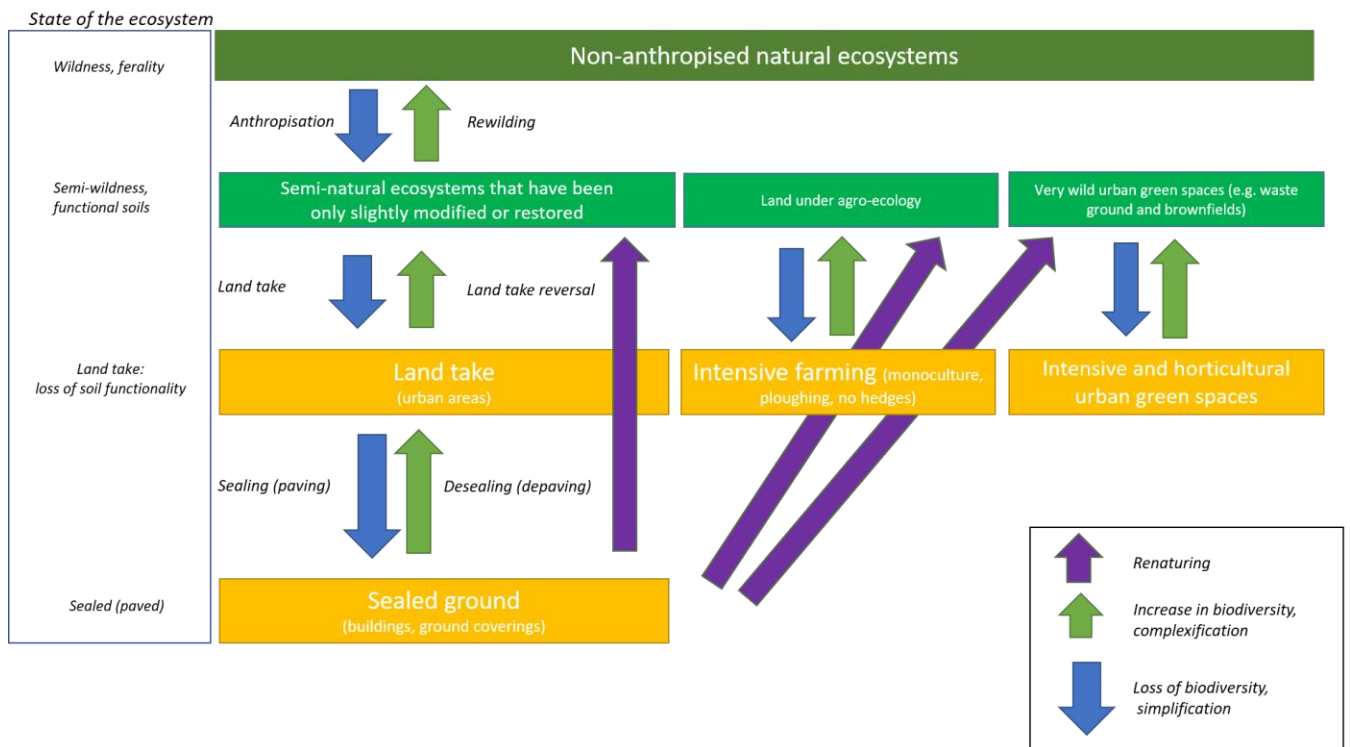 State of the ecosystem
Wildness, ferality
Non-anthropised natural ecosystems
Anthropisation
Rewilding
Semi-wildness,
functional soils
Semi-natural ecosystems that have been
only slightly modified or restored
Land under agro-ecology
Very wild urban green spaces (e.g. waste
ground and brownfields)
Land take
Land take reversal
Land take:
loss of soil functionality
Land take
(urban areas)
Intensive farming (monoculture,
ploughing, no hedges)
Intensive and horticultural
urban green spaces
Sealing (paving)
Desealing (depaving)
Sealed (paved)
Sealed ground
(buildings, ground coverings)
Renaturing
Increase in biodiversity,
complexification
Loss of biodiversity,
simplification